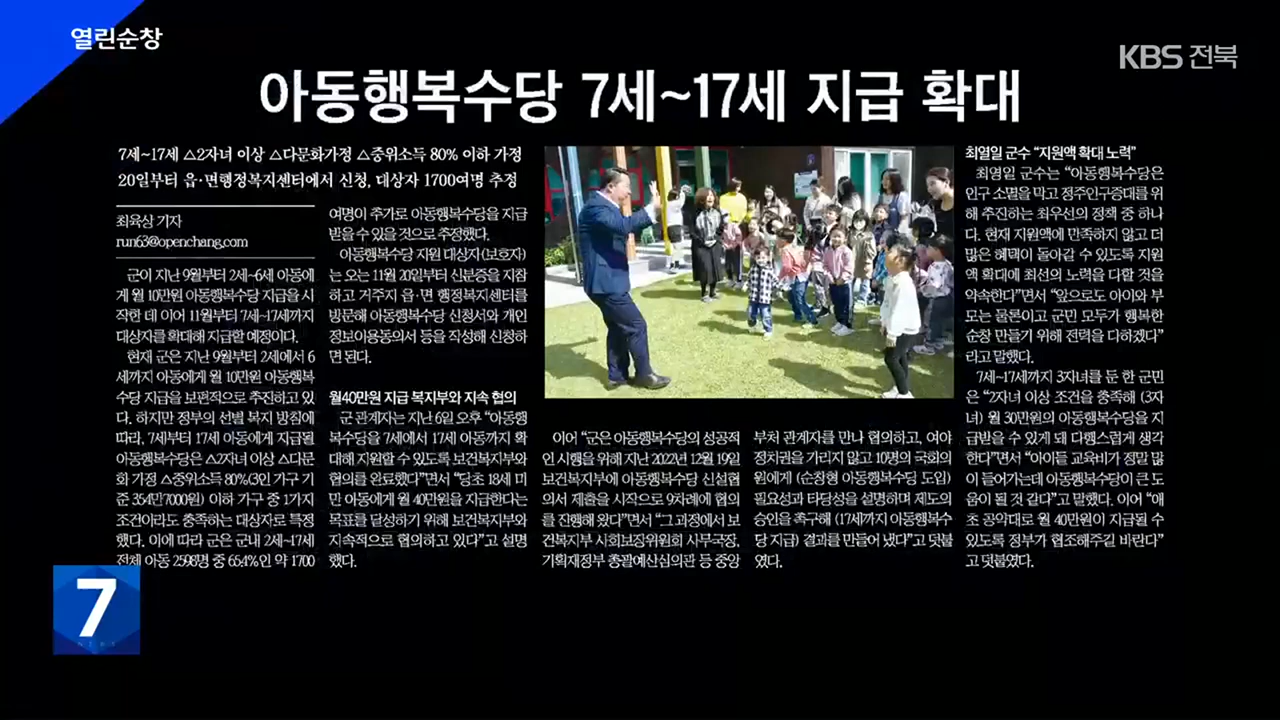 열린순창
KBS 전북
아동행복수당 7세~17세 지급 확대
7세~17세 △2자녀 이상 △다문화가정 △중위소득 80% 이하 가정
20일부터 읍·면행정복지센터에서 신청, 대상자 1700여명 추정
최육상 기자
run63@openchang.com
군이 지난 9월부터 2세~6세 아동에
게 월 10만원 아동행복수당 지급을 시
작한 데 이어 11월부터 7세~17세까지
대상자를 확대해 지급할 예정이다.
현재 군은 지난 9월부터 2세에서 6
세까지 아동에게 월 10만원 아동행복
수당 지급을 보편적으로 추진하고 있
다. 하지만 정부의 선별 복지 방침에
따라, 7세부터 17세 아동에게 지급될
아동행복수당은 △2자녀 이상 △다문
화 가정 △중위소득 80%(3인 가구 기
준 354만7000원) 이하 가구 중 1가지
조건이라도 충족하는 대상자로 특정
했다. 이에 따라 군은 군내 2세~17세
전체 아동 2598명 중 65.4%인 약 1700
여명이 추가로 아동행복수당을 지급
받을 수 있을 것으로 추정했다.
아동행복수당 지원 대상자(보호자)
는 오는 11월 20일부터 신분증을 지참
하고 거주지 읍·면 행정복지센터를
방문해 아동행복수당 신청서와 개인
정보이용동의서 등을 작성해 신청하
면 된다.
월40만원 지급 복지부와 지속 협의
군 관계자는 지난 6일 오후 “아동행
복수당을 7세에서 17세 아동까지 확
대해 지원할 수 있도록 보건복지부와
협의를 완료했다”면서 “당초 18세 미
만 아동에게 월 40만원을 지급한다는
목표를 달성하기 위해 보건복지부와
지속적으로 협의하고 있다”고 설명
했다.
이어 “군은 아동행복수당의 성공적
인 시행을 위해 지난 2022년 12월 19일
보건복지부에 아동행복수당 신설협
의서 제출을 시작으로 9차례에 협의
를 진행해 왔다”면서 “그 과정에서 보
건복지부 사회보장위원회 사무국장,
기획재정부 총괄예산심의관 등 중앙
부처 관계자를 만나 협의하고, 여야
정치권을 가리지 않고 10명의 국회의
원에게 (순창형 아동행복수당 도입)
필요성과 타당성을 설명하며 제도의
승인을 촉구해 (17세까지 아동행복수
당 지급) 결과를 만들어 냈다”고 덧붙
였다.
최영일 군수 “지원액 확대 노력”
최영일 군수는 “아동행복수당은
인구 소멸을 막고 정주인구증대를 위
해 추진하는 최우선의 정책 중 하나
다. 현재 지원액에 만족하지 않고 더
많은 혜택이 돌아갈 수 있도록 지원
액 확대에 최선의 노력을 다할 것을
약속한다”면서 “앞으로도 아이와 부
모는 물론이고 군민 모두가 행복한
순창 만들기 위해 전력을 다하겠다”
라고 말했다.
7세~17세까지 3자녀를 둔 한 군민
은 “2자녀 이상 조건을 충족해 (3자
녀) 월 30만원의 아동행복수당을 지
급받을 수 있게 돼 다행스럽게 생각
한다”면서 “아이들 교육비가 정말 많
이 들어가는데 아동행복수당이 큰 도
움이 될 것 같다”고 말했다. 이어 “애
초 공약대로 월 40만원이 지급될 수
있도록 정부가 협조해주길 바란다”
고 덧붙였다.
7
NEWS